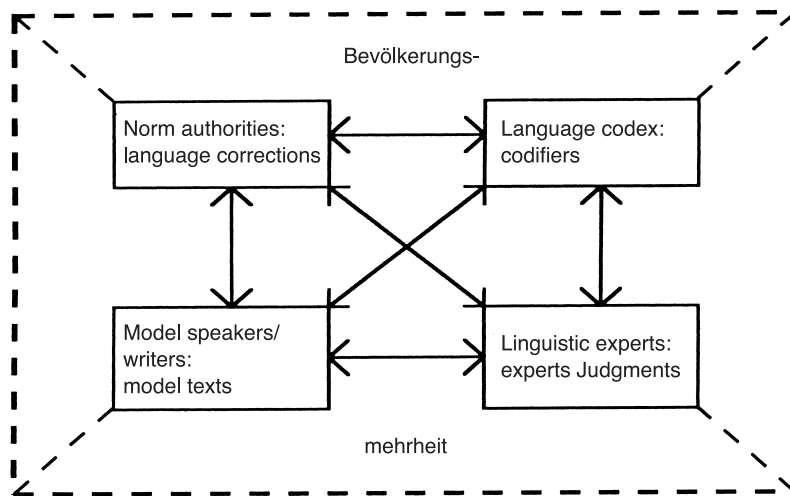 Bevölkerungs-
Norm authorities:
language corrections
Language codex:
codifiers
Model speakers/
writers:
model texts
Linguistic experts:
experts Judgments
mehrheit